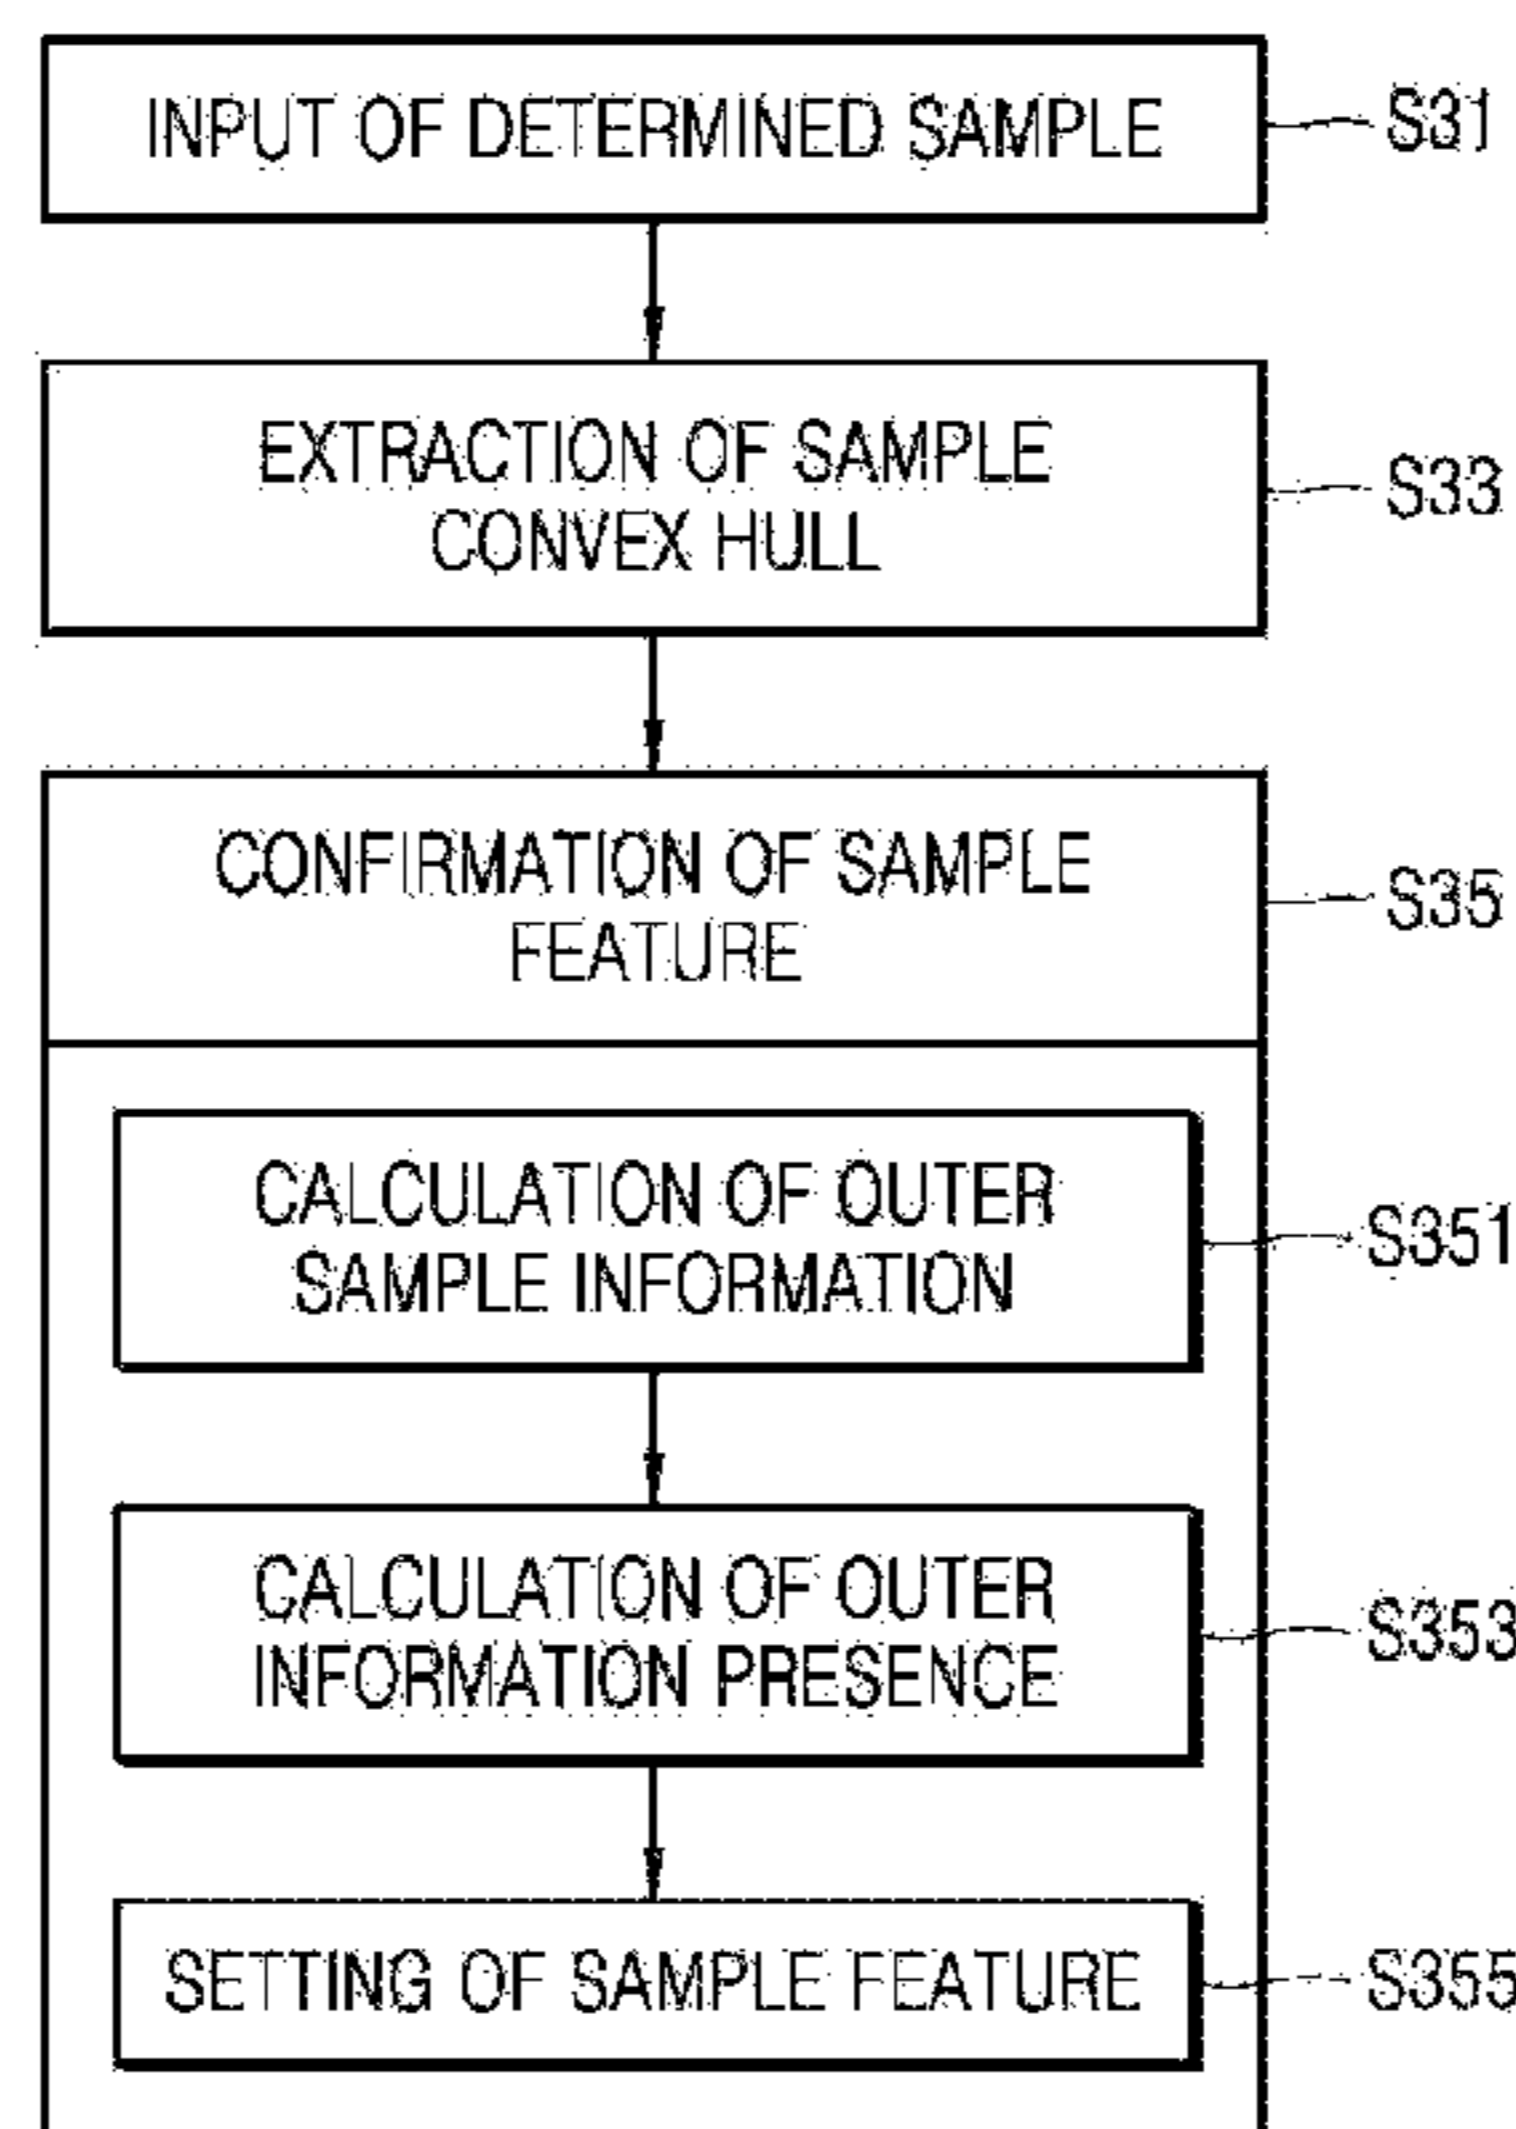 INPUT OF DETERMINED SAMPLE
S31
EXTRACTION OF SAMPLE
CONVEX HULL
S33
CONFIRMATION OF SAMPLE
FEATURE
S35
CALCULATION OF OUTER
SAMPLE INFORMATION
S351
CALCULATION OF OUTER
INFORMATION PRESENCE
S353
SETTING OF SAMPLE FEATURE
S355